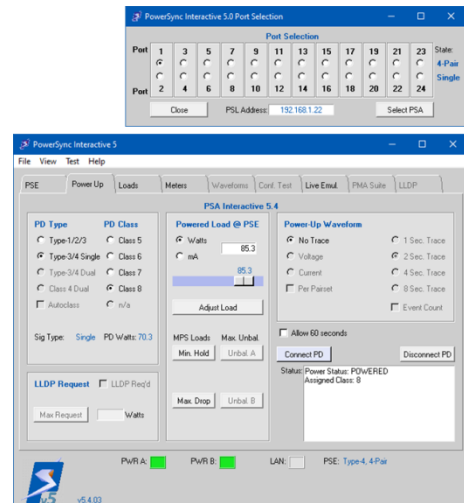 PowerSync Interactive 5.0 Port Selection
Port Selection
Port 1 3 5 7 9 11 13 15 17 19 21 23 State:
4-Pair
Single
Port 2 4 6 8 10 12 14 16 18 20 22 24
Close PSL Address: 192.168.1.22 Select PSA
PowerSync Interactive 5
File View Test Help
PSE Power Up Loads Meters Waveforms Conf. Test Live Emul. PMA Suite LLDP
PSA Interactive 5.4
PD Type PD Class Powered Load @ PSE Power-Up Waveform
Type-1/2/3 Class 5 Watts 85.3 No Trace 1 Sec. Trace
Type-3/4 Single Class 6 mA Voltage 2 Sec. Trace
Type-3/4 Dual Class 7 85.3 Current 4 Sec. Trace
Class 4 Dual Class 8 Per Pairset 8 Sec. Trace
Autoclass n/a Adjust Load Event Count
Sig Type: Single PD Watts: 70.3 MPS Loads Max. Unbal. Allow 60 seconds
Min. Hold Unbal. A Connect PD Disconnect PD
LLDP Request LLDP Req'd Status: Power Status: POWERED
Assigned Class: 8
Max Request Watts Max. Drop Unbal. B
PWR A: PWR B: LAN: PSE: Type-4, 4-Pair
v5 v5.4.03